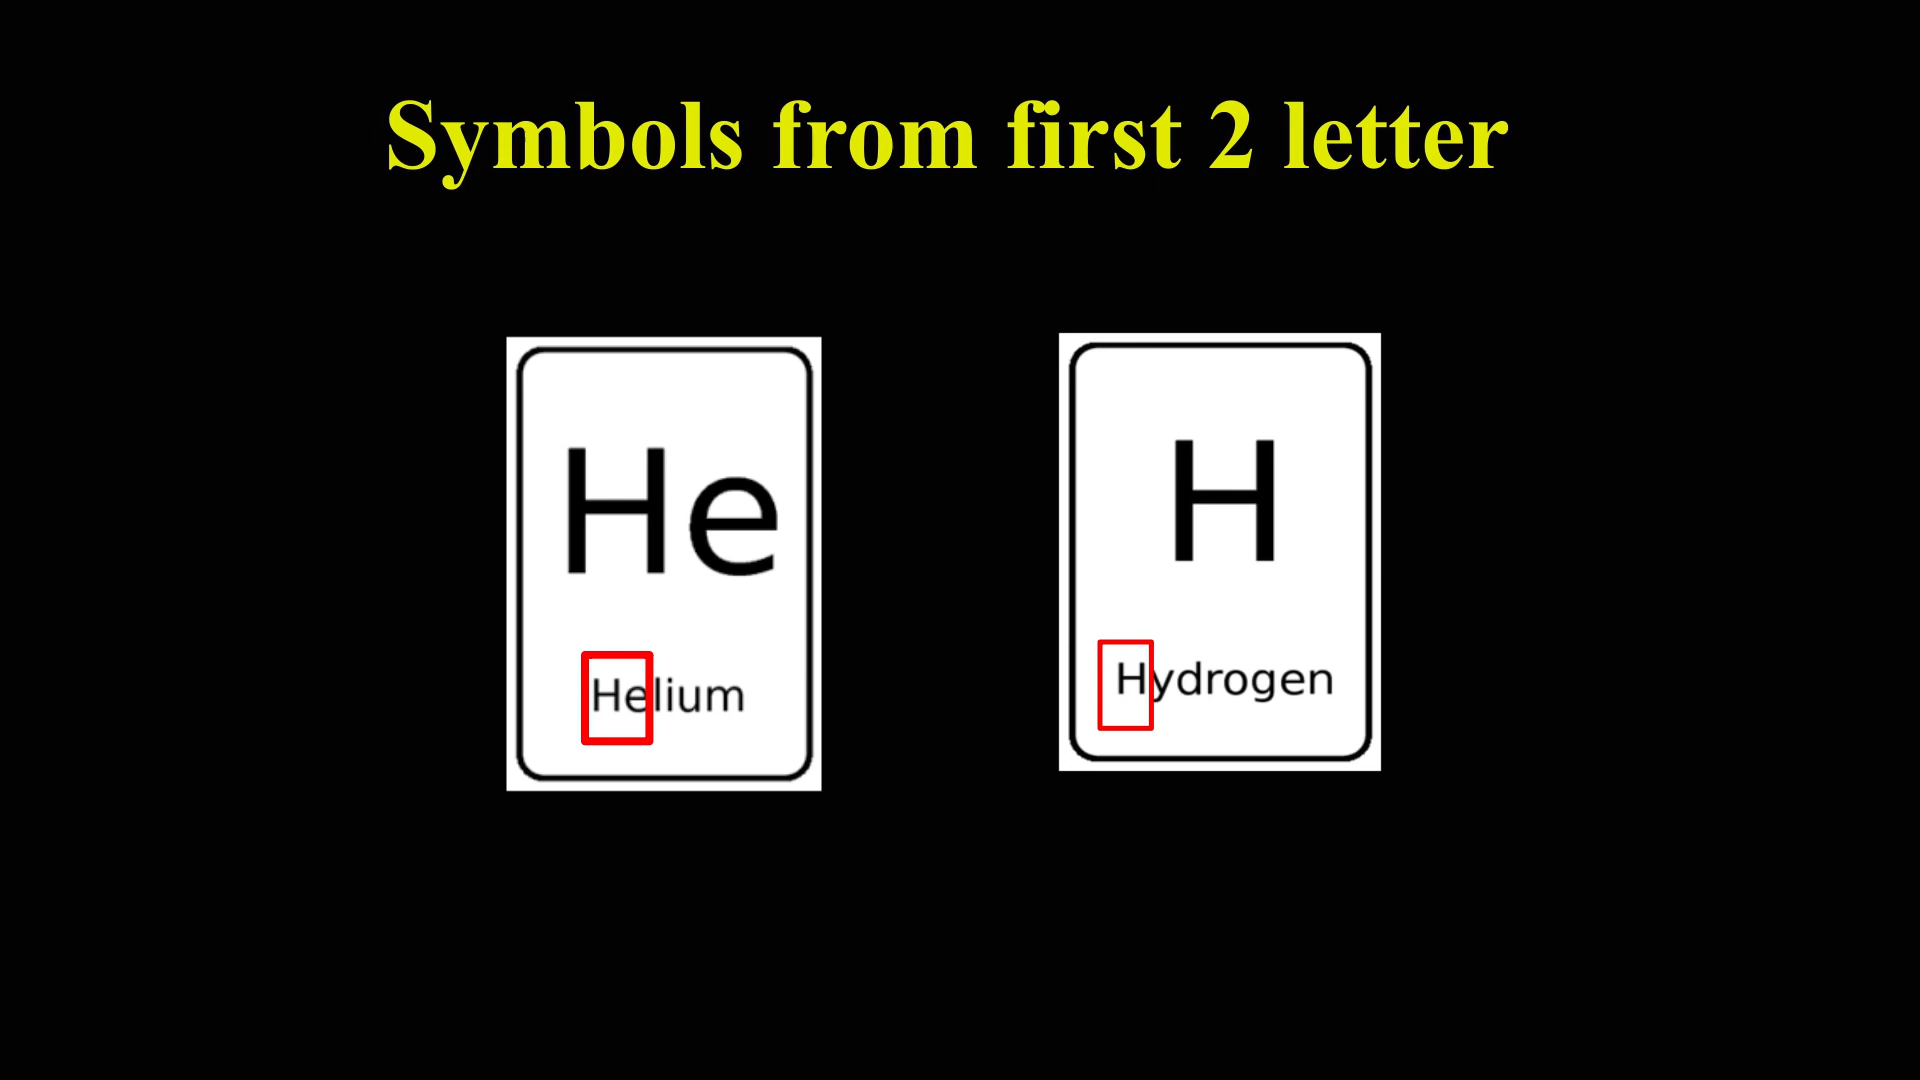 Symbols from first 2 letter
He
Helium
H
Hydrogen